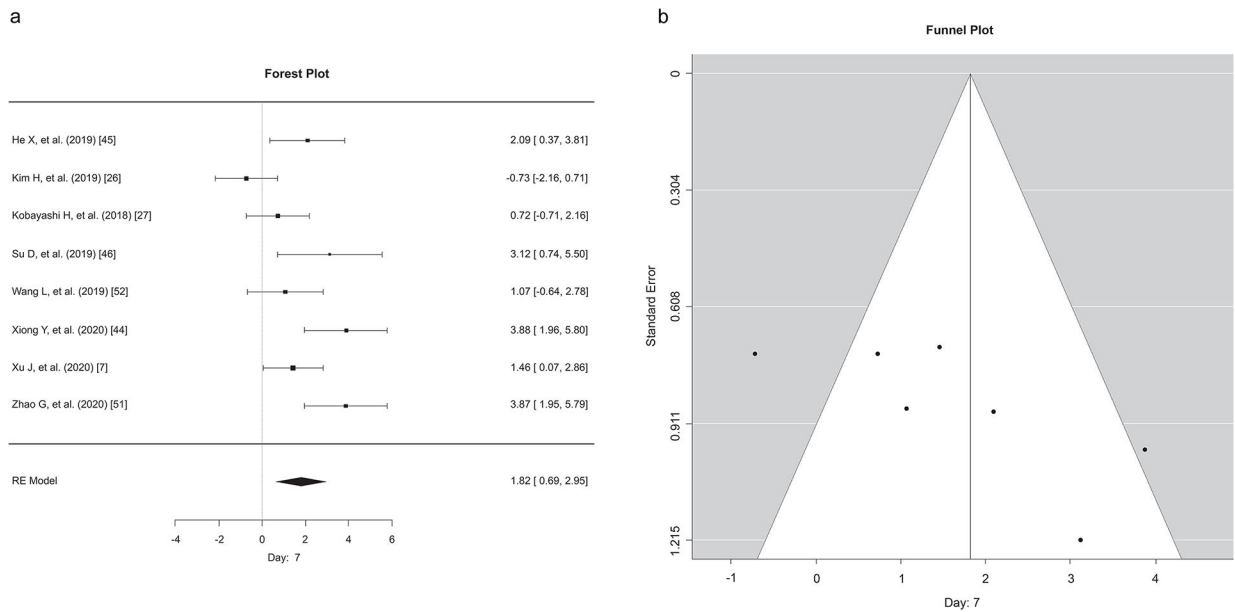 a
Forest Plot
He X, et al. (2019) [45] 2.09 [ 0.37, 3.81]
Kim H, et al. (2019) [26] -0.73 [-2.16, 0.71]
Kobayashi H, et al. (2018) [27] 0.72 [-0.71, 2.16]
Su D, et al. (2019) [46] 3.12 [ 0.74, 5.50]
Wang L, et al. (2019) [52] 1.07 [-0.64, 2.78]
Xiong Y, et al. (2020) [44] 3.88 [ 1.96, 5.80]
Xu J, et al. (2020) [7] 1.46 [ 0.07, 2.86]
Zhao G, et al. (2020) [51] 3.87 [ 1.95, 5.79]
RE Model 1.82 [ 0.69, 2.95]
-4 -2 0 2 4 6
Day: 7
b
Funnel Plot
Standard Error
0
0.304
0.608
0.911
1.215
-1 0 1 2 3 4
Day: 7